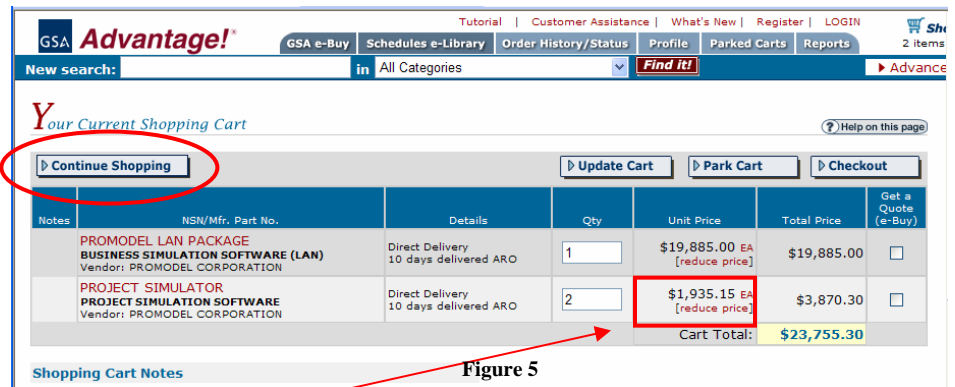 Tutorial | Customer Assistance | What's New | Register | LOGIN
GSA Advantage!
GSA e-Buy Schedules e-Library Order History/Status Profile Parked Carts Reports
2 items
New search: in All Categories Find it!
Your Current Shopping Cart
? Help on this page
Continue Shopping Update Cart Park Cart Checkout
Notes NSN/Mfr. Part No. Details Qty Unit Price Total Price Get a Quote (e-Buy)
PROMODEL LAN PACKAGE
BUSINESS SIMULATION SOFTWARE (LAN)
Vendor: PROMODEL CORPORATION
Direct Delivery
10 days delivered ARO
1
$19,885.00 EA
[reduce price]
$19,885.00
PROJECT SIMULATOR
PROJECT SIMULATION SOFTWARE
Vendor: PROMODEL CORPORATION
Direct Delivery
10 days delivered ARO
2
$1,935.15 EA
[reduce price]
$3,870.30
Cart Total: $23,755.30
Figure 5
Shopping Cart Notes